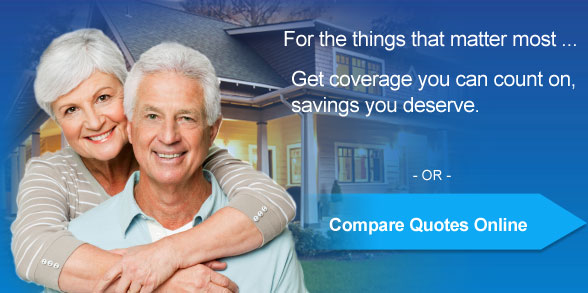 For the things that matter most ...
Get coverage you can count on,
savings you deserve.
- OR -
Compare Quotes Online